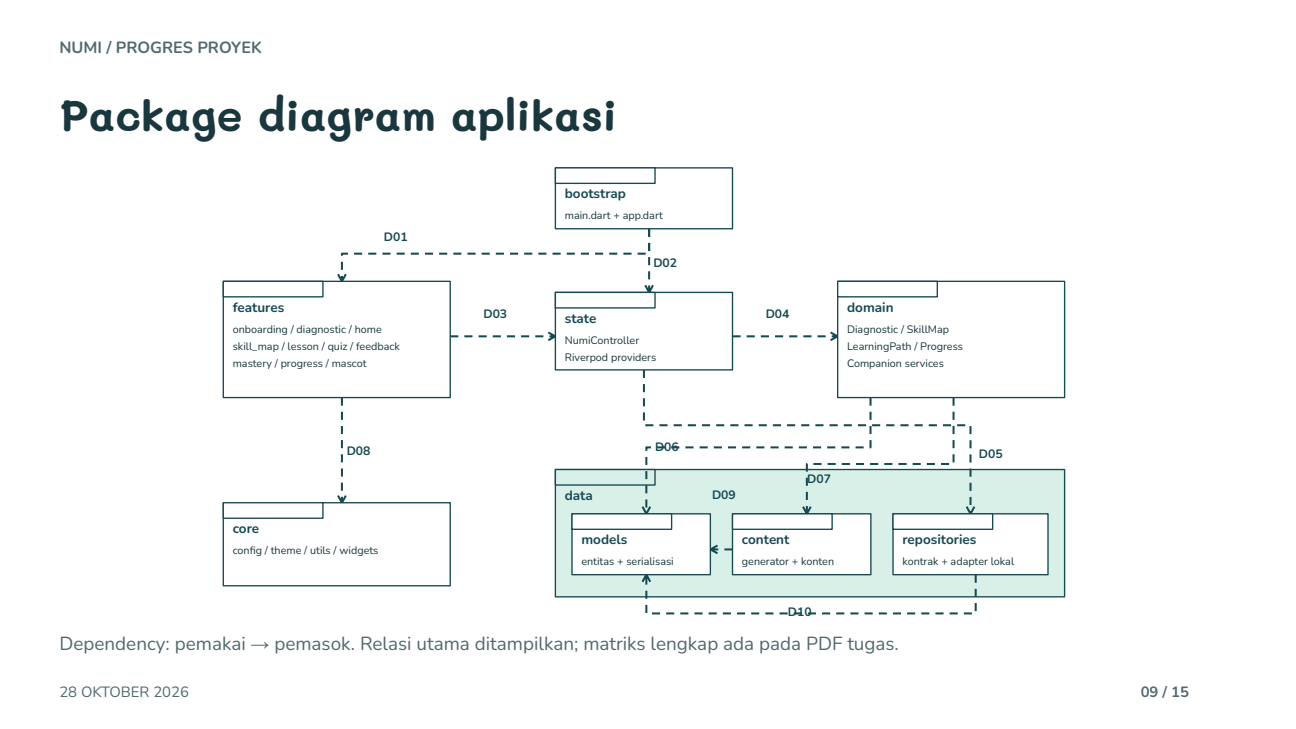 NUMI / PROGRES PROYEK
Package diagram aplikasi
bootstrap
main.dart + app.dart
D01
D02
features
onboarding / diagnostic / home
skill_map / lesson / quiz / feedback
mastery / progress / mascot
D03
state
NumiController
Riverpod providers
D04
domain
Diagnostic / SkillMap
LearningPath / Progress
Companion services
D08
D06
D05
D07
data
D09
core
config / theme / utils / widgets
models
entitas + serialisasi
content
generator + konten
repositories
kontrak + adapter lokal
D10
Dependency: pemakai → pemasok. Relasi utama ditampilkan; matriks lengkap ada pada PDF tugas.
28 OKTOBER 2026
09 / 15